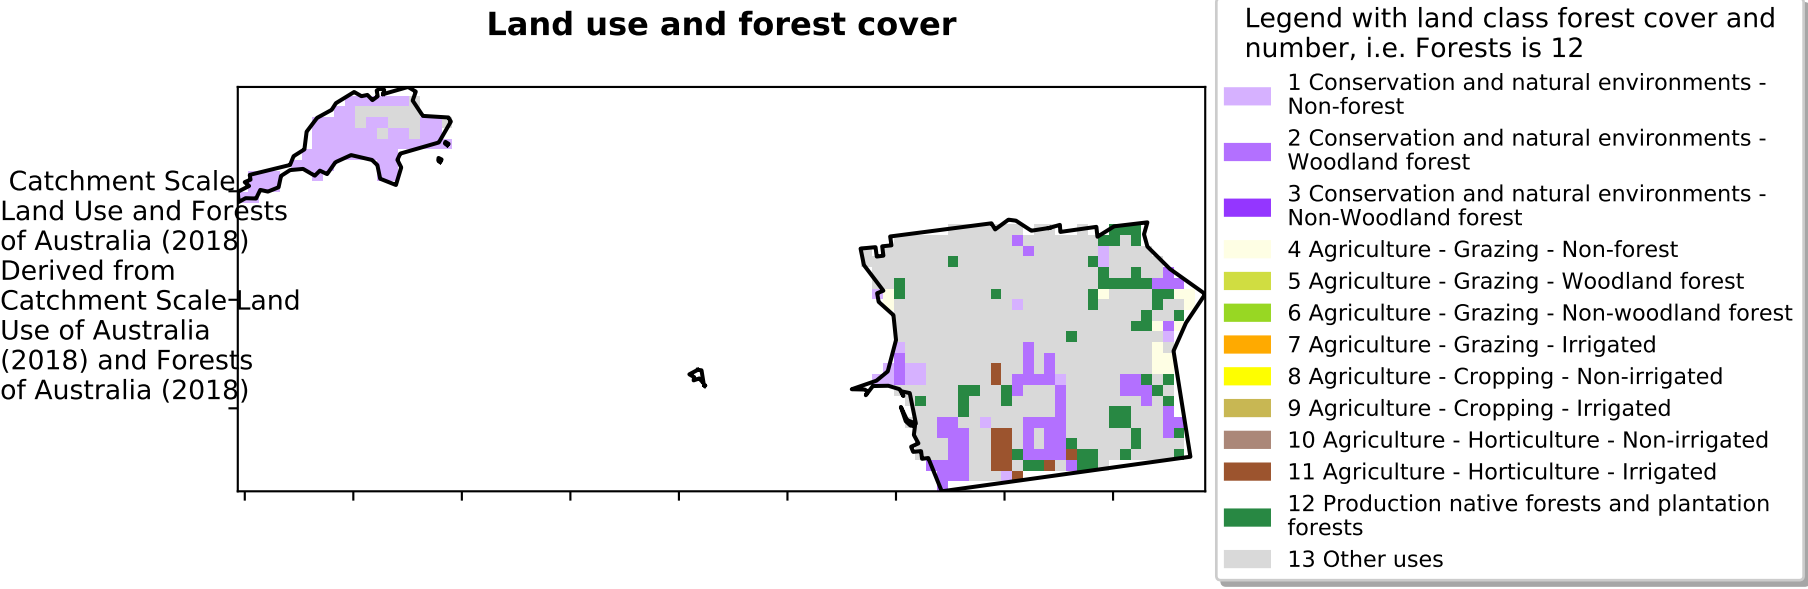 Land use and forest cover
Catchment Scale
Land Use and Forests
of Australia (2018)
Derived from
Catchment Scale Land
Use of Australia
(2018) and Forests
of Australia (2018)
Legend with land class forest cover and
number, i.e. Forests is 12
1 Conservation and natural environments -
Non-forest
2 Conservation and natural environments -
Woodland forest
3 Conservation and natural environments -
Non-Woodland forest
4 Agriculture - Grazing - Non-forest
5 Agriculture - Grazing - Woodland forest
6 Agriculture - Grazing - Non-woodland forest
7 Agriculture - Grazing - Irrigated
8 Agriculture - Cropping - Non-irrigated
9 Agriculture - Cropping - Irrigated
10 Agriculture - Horticulture - Non-irrigated
11 Agriculture - Horticulture - Irrigated
12 Production native forests and plantation
forests
13 Other uses